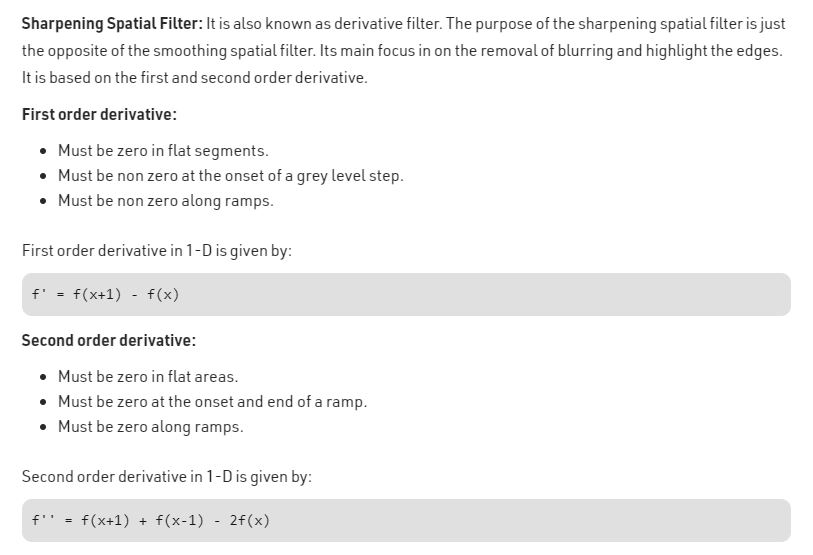 Sharpening Spatial Filter: It is also known as derivative filter. The purpose of the sharpening spatial filter is just
the opposite of the smoothing spatial filter. Its main focus in on the removal of blurring and highlight the edges.
It is based on the first and second order derivative.
First order derivative:
• Must be zero in flat segments.
• Must be non zero at the onset of a grey level step.
• Must be non zero along ramps.
First order derivative in 1-D is given by:
f' = f(x+1) - f(x)
Second order derivative:
• Must be zero in flat areas.
• Must be zero at the onset and end of a ramp.
• Must be zero along ramps.
Second order derivative in 1-D is given by:
f'' = f(x+1) + f(x-1) - 2f(x)